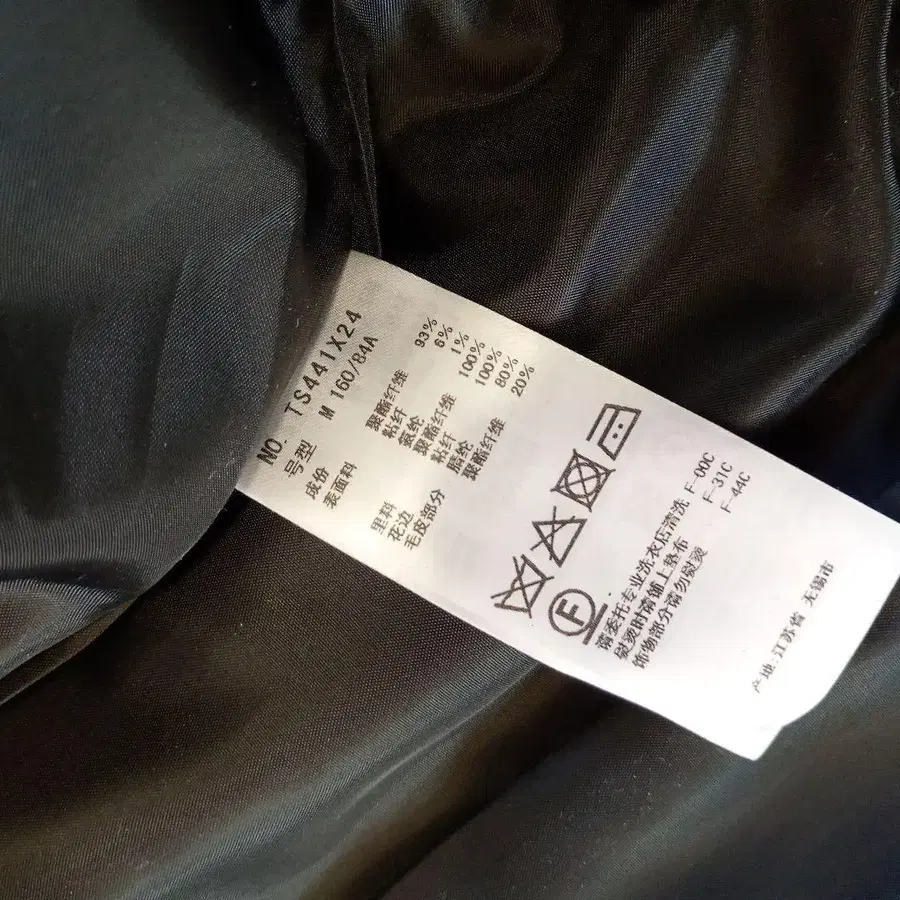 NO. TS441X24
号型 M 160/84A
成份
表面料 聚酯纤维 93%
粘纤 6%
氨纶 1%
里料 聚酯纤维 100%
花边 粘纤 100%
毛皮部分 腈纶 80%
聚酯纤维 20%
F
请委托专业洗衣店清洗 F-00C
熨烫时请铺上垫布 F-31C
饰物部分请勿熨烫 F-44C
产地:江苏省 无锡市